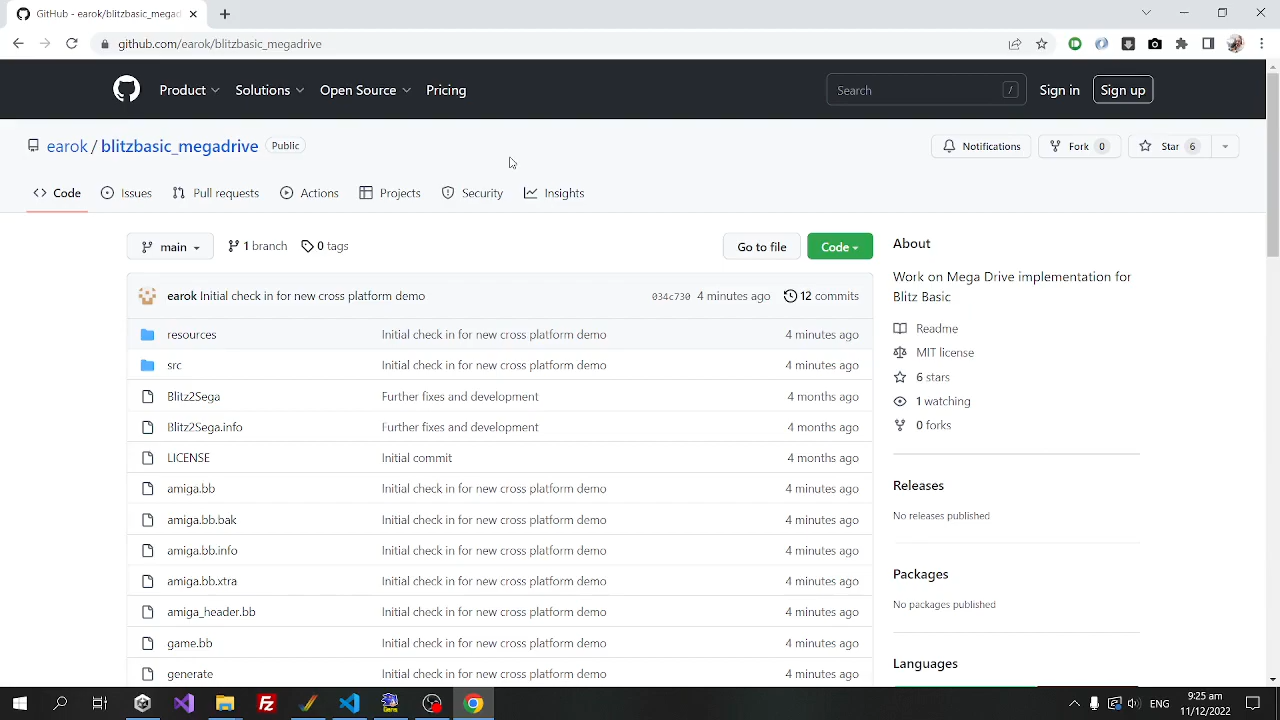 GitHub - earok/blitzbasic_megad
github.com/earok/blitzbasic_megadrive
Product Solutions Open Source Pricing Search / Sign in Sign up
earok / blitzbasic_megadrive Public Notifications Fork 0 Star 6
Code Issues Pull requests Actions Projects Security Insights
main 1 branch 0 tags Go to file Code
earok Initial check in for new cross platform demo 034c730 4 minutes ago 12 commits
resources Initial check in for new cross platform demo 4 minutes ago
src Initial check in for new cross platform demo 4 minutes ago
Blitz2Sega Further fixes and development 4 months ago
Blitz2Sega.info Further fixes and development 4 months ago
LICENSE Initial commit 4 months ago
amiga.bb Initial check in for new cross platform demo 4 minutes ago
amiga.bb.bak Initial check in for new cross platform demo 4 minutes ago
amiga.bb.info Initial check in for new cross platform demo 4 minutes ago
amiga.bb.xtra Initial check in for new cross platform demo 4 minutes ago
amiga_header.bb Initial check in for new cross platform demo 4 minutes ago
game.bb Initial check in for new cross platform demo 4 minutes ago
generate Initial check in for new cross platform demo 4 minutes ago
About
Work on Mega Drive implementation for
Blitz Basic
Readme
MIT license
6 stars
1 watching
0 forks
Releases
No releases published
Packages
No packages published
Languages
ENG
9:25 am
11/12/2022